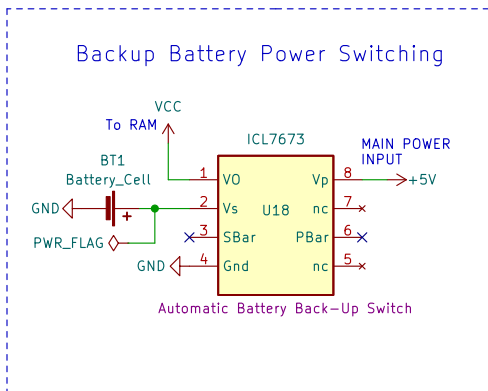 Backup Battery Power Switching
VCC
To RAM
ICL7673
MAIN POWER
INPUT
BT1
Battery_Cell
1 VO Vp 8 +5V
GND + 2 Vs U18 nc 7
PWR_FLAG 3 SBar PBar 6
GND 4 Gnd nc 5
Automatic Battery Back-Up Switch